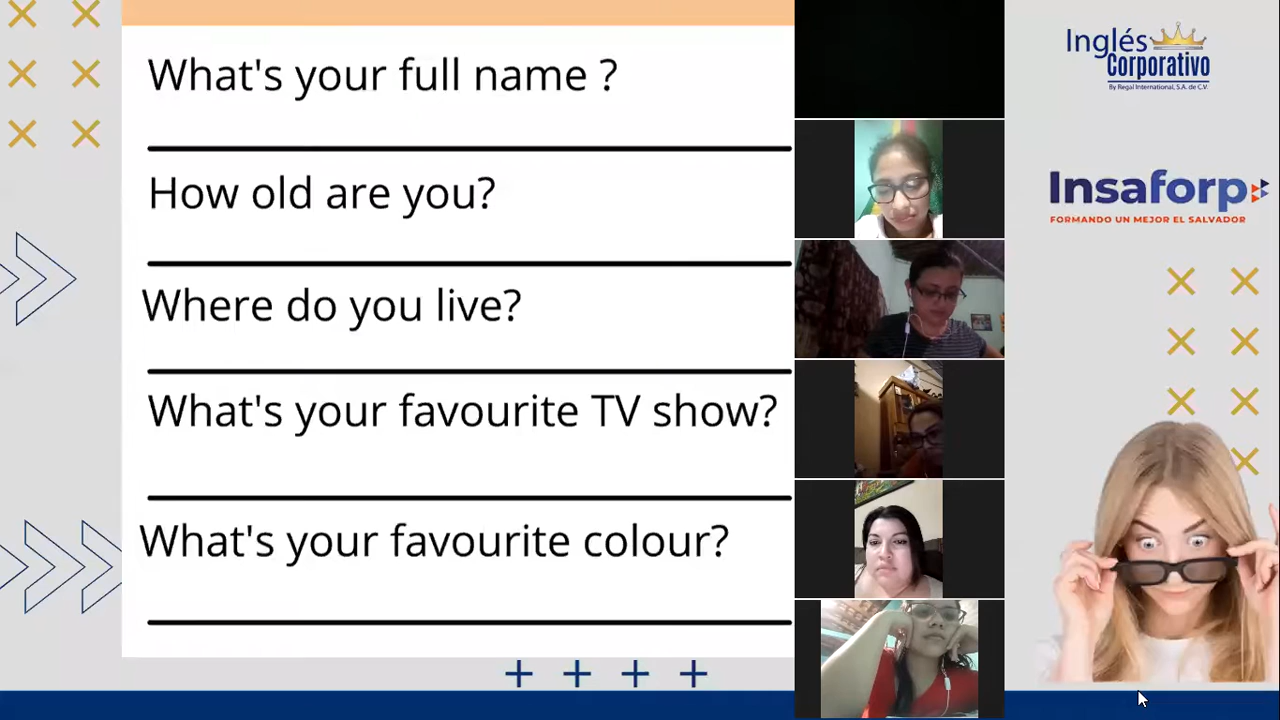 What's your full name ?
How old are you?
Where do you live?
What's your favourite TV show?
What's your favourite colour?
Inglés
Corporativo
By Regal International, S.A. de C.V.
Insaforp
FORMANDO UN MEJOR EL SALVADOR